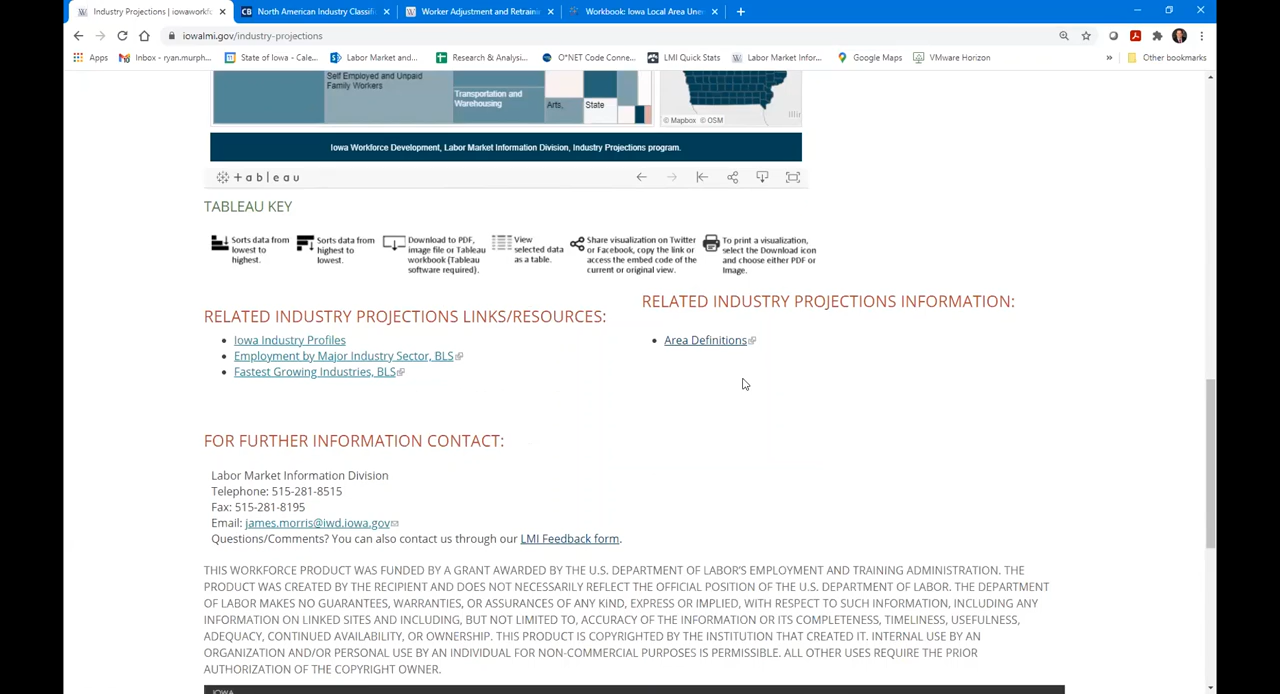 Industry Projections | iowaworkf
North American Industry Classifi
Worker Adjustment and Retraini
Workbook: Iowa Local Area Une
iowalmi.gov/industry-projections
Apps
Inbox - ryan.murph...
State of Iowa - Cale...
Labor Market and...
Research & Analysi...
O*NET Code Conne...
LMI Quick Stats
Labor Market Infor...
Google Maps
VMware Horizon
»
Other bookmarks
Self Employed and Unpaid
Family Workers
Transportation and
Warehousing
Arts,
State
Illi
© Mapbox © OSM
Iowa Workforce Development, Labor Market Information Division, Industry Projections program.
+ableau
TABLEAU KEY
Sorts data from
lowest to
highest.
Sorts data from
highest to
lowest.
Download to PDF,
image file or Tableau
workbook (Tableau
software required).
View
selected data
as a table.
Share visualization on Twitter
or Facebook, copy the link or
access the embed code of the
current or original view.
To print a visualization,
select the Download icon
and choose either PDF or
Image.
RELATED INDUSTRY PROJECTIONS LINKS/RESOURCES:
• Iowa Industry Profiles
• Employment by Major Industry Sector, BLS
• Fastest Growing Industries, BLS
RELATED INDUSTRY PROJECTIONS INFORMATION:
• Area Definitions
FOR FURTHER INFORMATION CONTACT:
Labor Market Information Division
Telephone: 515-281-8515
Fax: 515-281-8195
Email: james.morris@iwd.iowa.gov
Questions/Comments? You can also contact us through our LMI Feedback form.
THIS WORKFORCE PRODUCT WAS FUNDED BY A GRANT AWARDED BY THE U.S. DEPARTMENT OF LABOR'S EMPLOYMENT AND TRAINING ADMINISTRATION. THE
PRODUCT WAS CREATED BY THE RECIPIENT AND DOES NOT NECESSARILY REFLECT THE OFFICIAL POSITION OF THE U.S. DEPARTMENT OF LABOR. THE DEPARTMENT
OF LABOR MAKES NO GUARANTEES, WARRANTIES, OR ASSURANCES OF ANY KIND, EXPRESS OR IMPLIED, WITH RESPECT TO SUCH INFORMATION, INCLUDING ANY
INFORMATION ON LINKED SITES AND INCLUDING, BUT NOT LIMITED TO, ACCURACY OF THE INFORMATION OR ITS COMPLETENESS, TIMELINESS, USEFULNESS,
ADEQUACY, CONTINUED AVAILABILITY, OR OWNERSHIP. THIS PRODUCT IS COPYRIGHTED BY THE INSTITUTION THAT CREATED IT. INTERNAL USE BY AN
ORGANIZATION AND/OR PERSONAL USE BY AN INDIVIDUAL FOR NON-COMMERCIAL PURPOSES IS PERMISSIBLE. ALL OTHER USES REQUIRE THE PRIOR
AUTHORIZATION OF THE COPYRIGHT OWNER.
IOWA